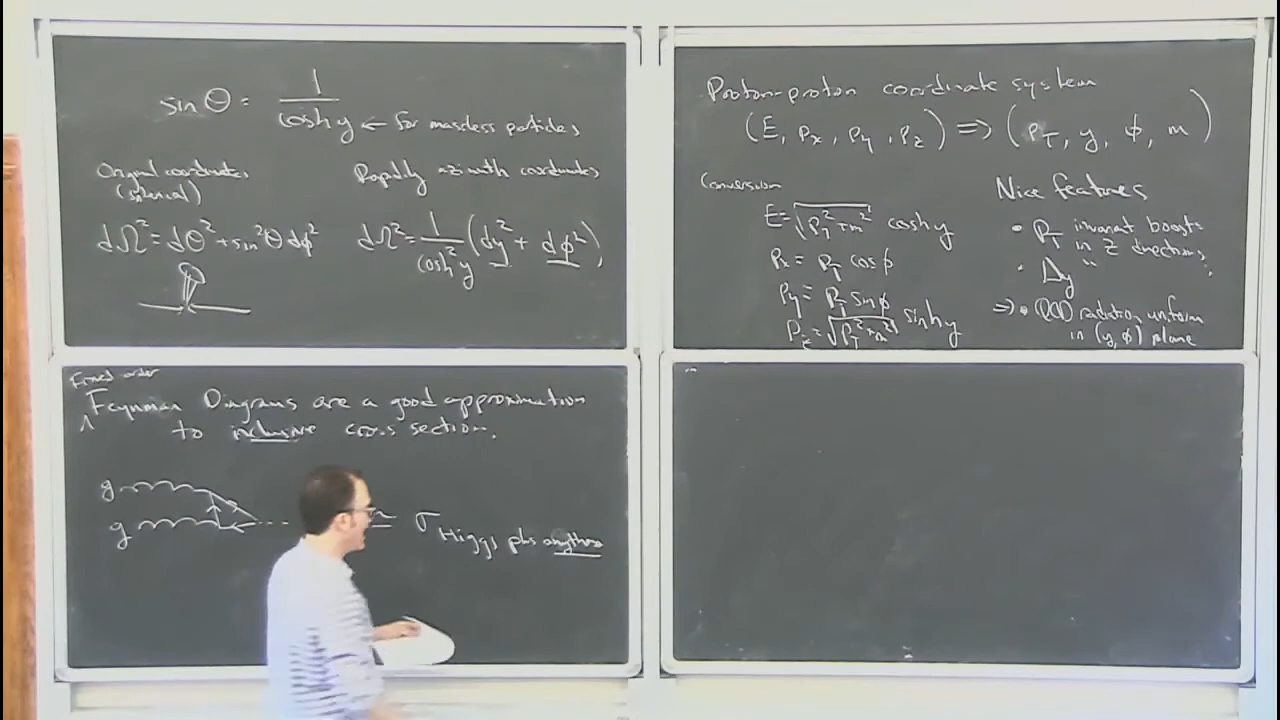 sin θ = 1 / cosh y ← for massless particles
Original coordinates
(spherical)
dΩ² = dθ² + sin²θ dφ²
Rapidity azimuth coordinates
dΩ² = 1 / cosh² y (dy² + dφ²)
Proton-proton coordinate system
(E, Px, Py, Pz) ⇒ (PT, y, φ, m)
Conversion
E = √(PT² + m²) cosh y
Px = PT cos φ
Py = PT sin φ
Pz = √(PT² + m²) sinh y
Nice features
• PT invariant boosts
in z directions
• Δy " " ;
⇒ • QCD radiation uniform
in (y, φ) plane
Fixed order
Feynman Diagrams are a good approximation
to inclusive cross section.
g
g
≈ σ Higgs plus anything